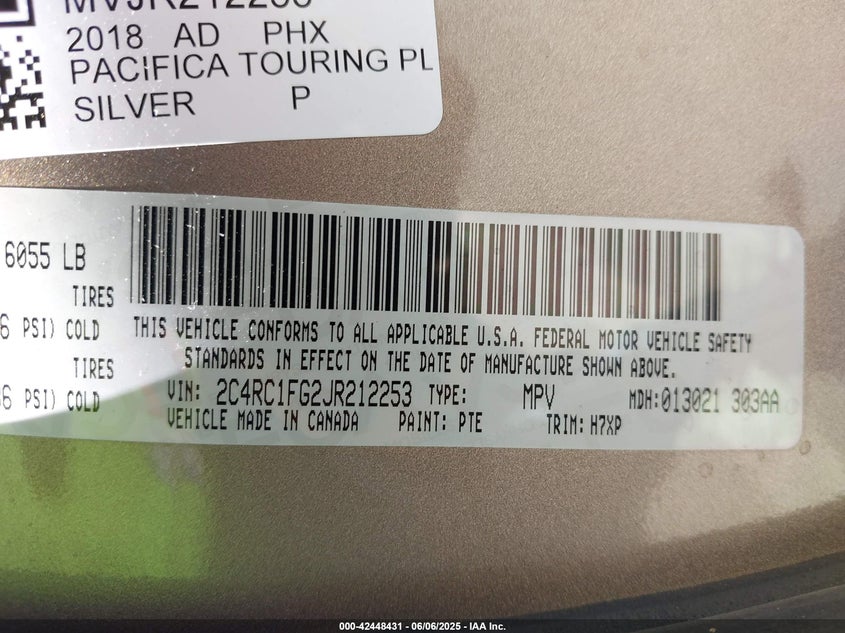 2018 AD PHX
PACIFICA TOURING PL
SILVER P
6055 LB
TIRES
PSI) COLD
TIRES
PSI) COLD
THIS VEHICLE CONFORMS TO ALL APPLICABLE U.S.A. FEDERAL MOTOR VEHICLE SAFETY
STANDARDS IN EFFECT ON THE DATE OF MANUFACTURE SHOWN ABOVE.
VIN: 2C4RC1FG2JR212253 TYPE: MPV MDH:013021 303AA
VEHICLE MADE IN CANADA PAINT: PTE TRIM: H7XP
000-42448431 - 06/06/2025 - IAA Inc.